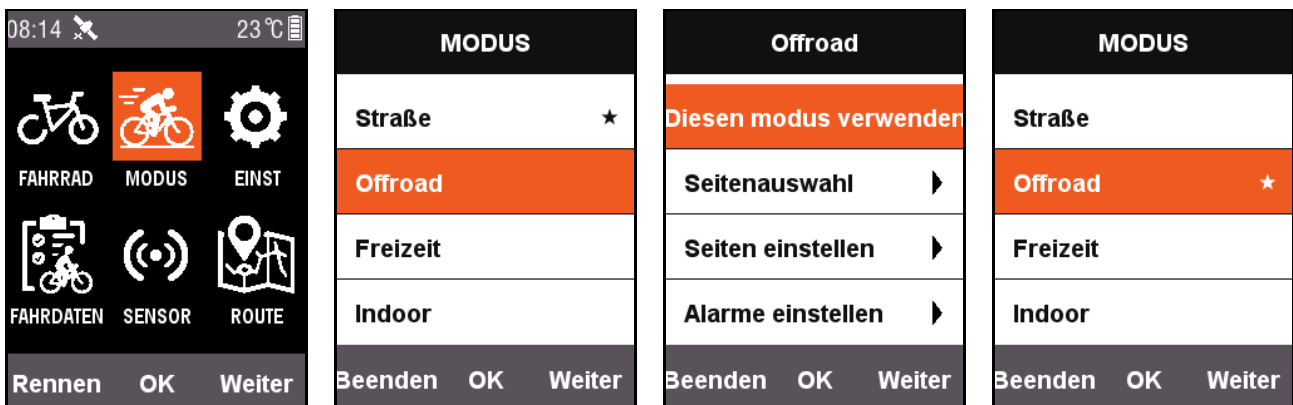 08:14 23℃
FAHRRAD MODUS EINST
FAHRDATEN SENSOR ROUTE
Rennen OK Weiter
MODUS
Straße ★
Offroad
Freizeit
Indoor
Beenden OK Weiter
Offroad
Diesen modus verwenden
Seitenauswahl
Seiten einstellen
Alarme einstellen
Beenden OK Weiter
MODUS
Straße
Offroad ★
Freizeit
Indoor
Beenden OK Weiter